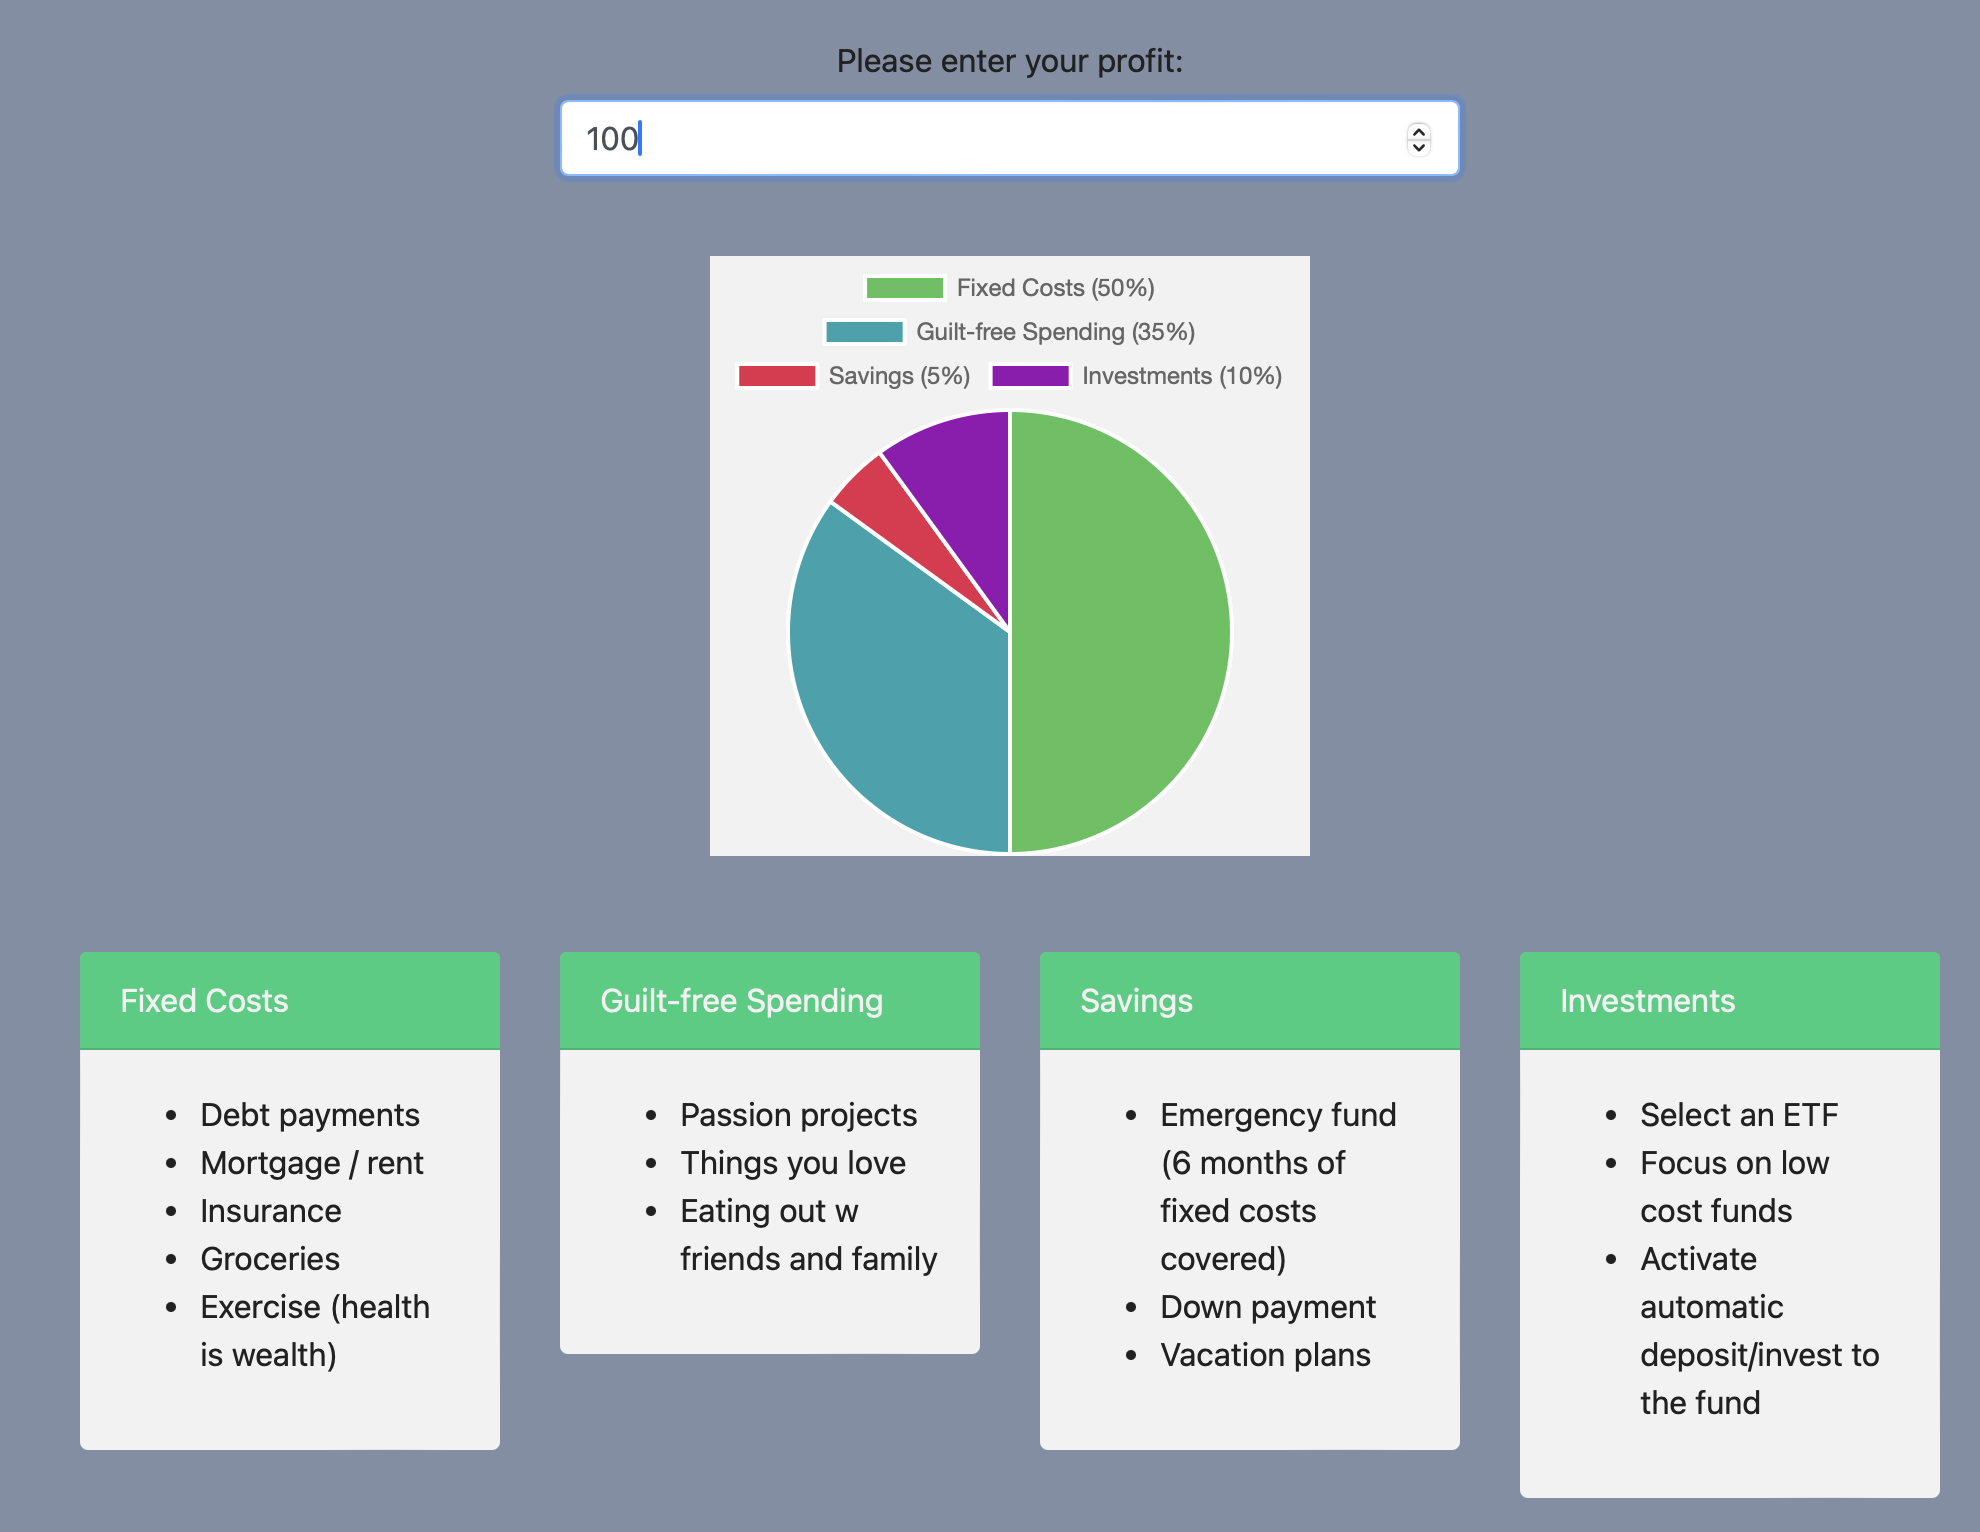 Please enter your profit:
100
Fixed Costs (50%)
Guilt-free Spending (35%)
Savings (5%) Investments (10%)
Fixed Costs
Debt payments
Mortgage / rent
Insurance
Groceries
Exercise (health
is wealth)
Guilt-free Spending
Passion projects
Things you love
Eating out w
friends and family
Savings
Emergency fund
(6 months of
fixed costs
covered)
Down payment
Vacation plans
Investments
Select an ETF
Focus on low
cost funds
Activate
automatic
deposit/invest to
the fund